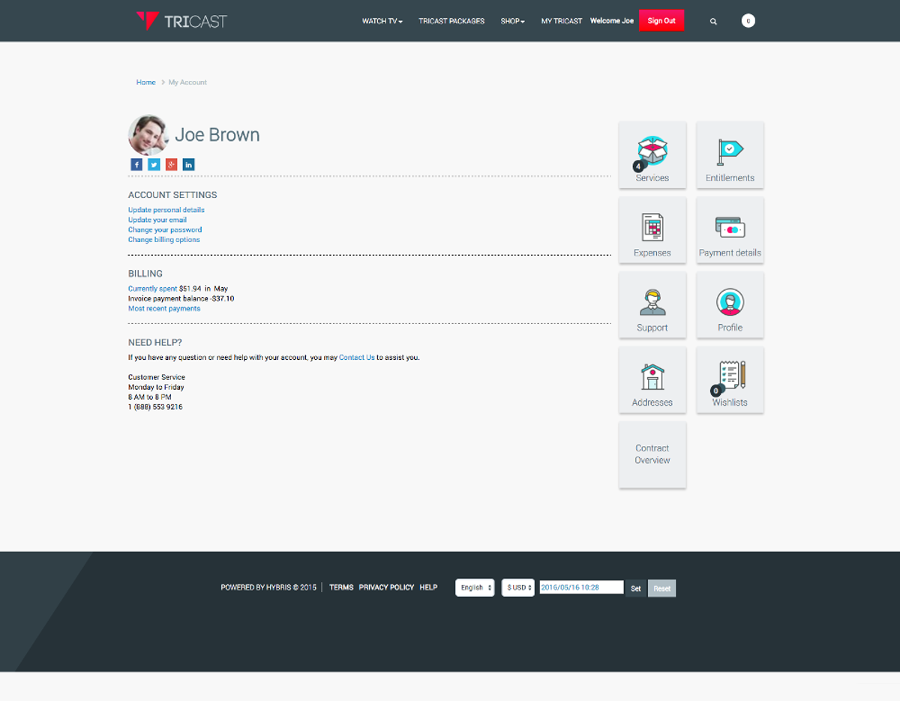 TRICAST
WATCH TV TRICAST PACKAGES SHOP MY TRICAST Welcome Joe Sign Out 0
Home > My Account
Joe Brown
ACCOUNT SETTINGS
Update personal details
Update your email
Change your password
Change billing options
BILLING
Currently spent $51.94 in May
Invoice payment balance -$37.10
Most recent payments
NEED HELP?
If you have any question or need help with your account, you may Contact Us to assist you.
Customer Service
Monday to Friday
8 AM to 8 PM
1 (888) 553 9216
4
Services
Entitlements
Expenses
Payment details
Support
Profile
Addresses
0
Wishlists
Contract
Overview
POWERED BY HYBRIS © 2015 | TERMS PRIVACY POLICY HELP English $ USD 2016/05/16 10:28 Set Reset